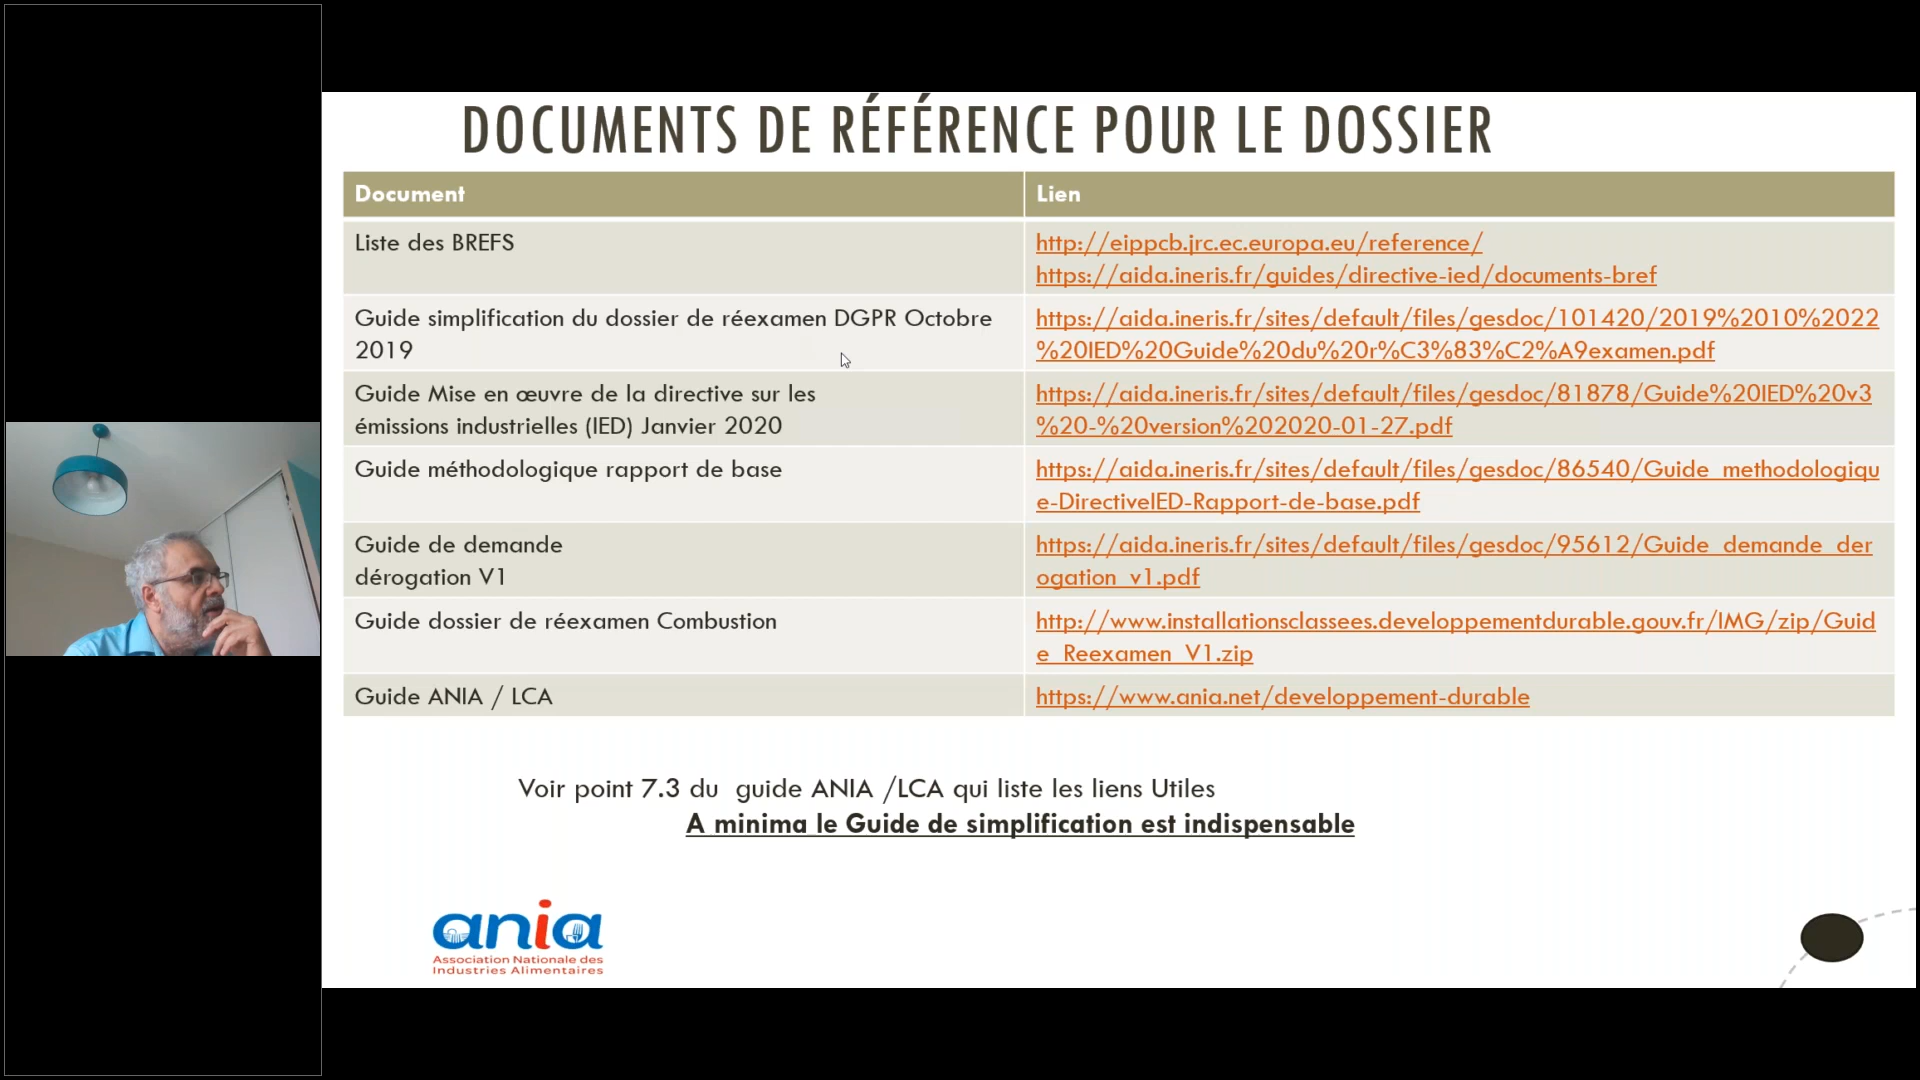 DOCUMENTS DE RÉFÉRENCE POUR LE DOSSIER
Document
Lien
Liste des BREFS
http://eippcb.jrc.ec.europa.eu/reference/
https://aida.ineris.fr/guides/directive-ied/documents-bref
Guide simplification du dossier de réexamen DGPR Octobre
2019
https://aida.ineris.fr/sites/default/files/gesdoc/101420/2019%2010%2022
%20IED%20Guide%20du%20r%C3%83%C2%A9examen.pdf
Guide Mise en œuvre de la directive sur les
émissions industrielles (IED) Janvier 2020
https://aida.ineris.fr/sites/default/files/gesdoc/81878/Guide%20IED%20v3
%20-%20version%202020-01-27.pdf
Guide méthodologique rapport de base
https://aida.ineris.fr/sites/default/files/gesdoc/86540/Guide_methodologiqu
e-DirectiveIED-Rapport-de-base.pdf
Guide de demande
dérogation V1
https://aida.ineris.fr/sites/default/files/gesdoc/95612/Guide_demande_der
ogation_v1.pdf
Guide dossier de réexamen Combustion
http://www.installationsclassees.developpementdurable.gouv.fr/IMG/zip/Guid
e_Reexamen_V1.zip
Guide ANIA / LCA
https://www.ania.net/developpement-durable
Voir point 7.3 du guide ANIA /LCA qui liste les liens Utiles
A minima le Guide de simplification est indispensable
ania
Association Nationale des
Industries Alimentaires